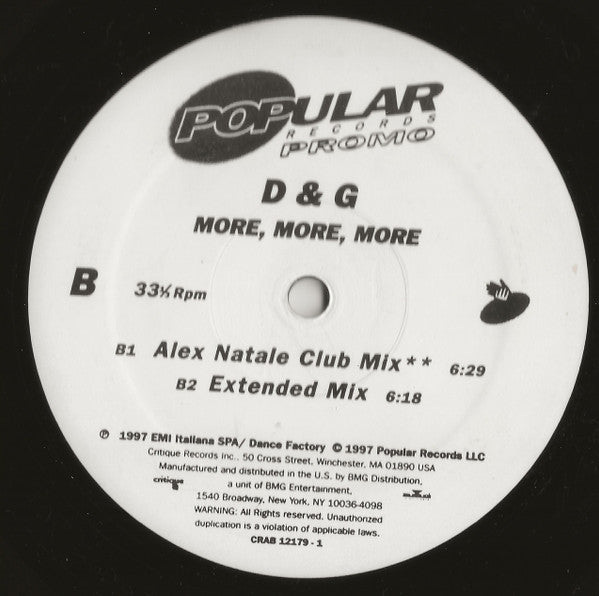 POPULAR
RECORDS
PROMO
D & G
MORE, MORE, MORE
B
33⅓ Rpm
B1 Alex Natale Club Mix** 6:29
B2 Extended Mix 6:18
℗ 1997 EMI Italiana SPA/ Dance Factory © 1997 Popular Records LLC
Critique Records Inc., 50 Cross Street, Winchester, MA 01890 USA
Manufactured and distributed in the U.S. by BMG Distribution,
critique
a unit of BMG Entertainment,
1540 Broadway, New York, NY 10036-4098
WARNING: All Rights reserved. Unauthorized
duplication is a violation of applicable laws.
CRAB 12179 - 1